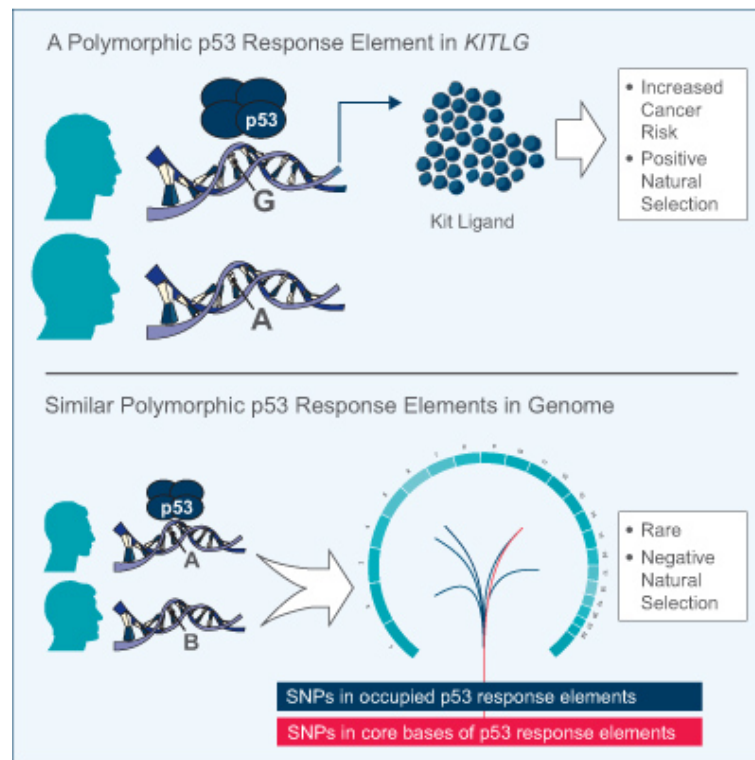 A Polymorphic p53 Response Element in KITLG
p53
G
Kit Ligand
• Increased
Cancer
Risk
• Positive
Natural
Selection
A
Similar Polymorphic p53 Response Elements in Genome
p53
A
B
• Rare
• Negative
Natural
Selection
SNPs in occupied p53 response elements
SNPs in core bases of p53 response elements